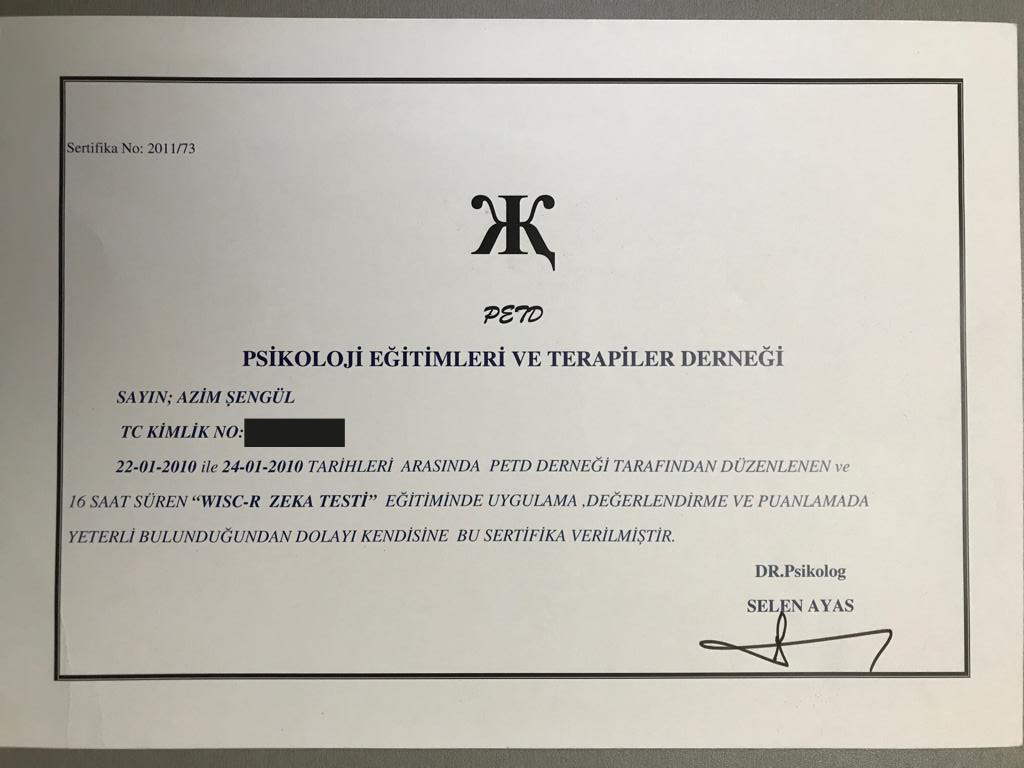 Sertifika No: 2011/73
Җ
PETD
PSİKOLOJİ EĞİTİMLERİ VE TERAPİLER DERNEĞİ
SAYIN; AZİM ŞENGÜL
TC KİMLİK NO:
22-01-2010 ile 24-01-2010 TARİHLERİ ARASINDA PETD DERNEĞİ TARAFINDAN DÜZENLENEN ve
16 SAAT SÜREN “WISC-R ZEKA TESTİ” EĞİTİMİNDE UYGULAMA ,DEĞERLENDİRME VE PUANLAMADA
YETERLİ BULUNDUĞUNDAN DOLAYI KENDİSİNE BU SERTİFİKA VERİLMİŞTİR.
DR.Psikolog
SELEN AYAS